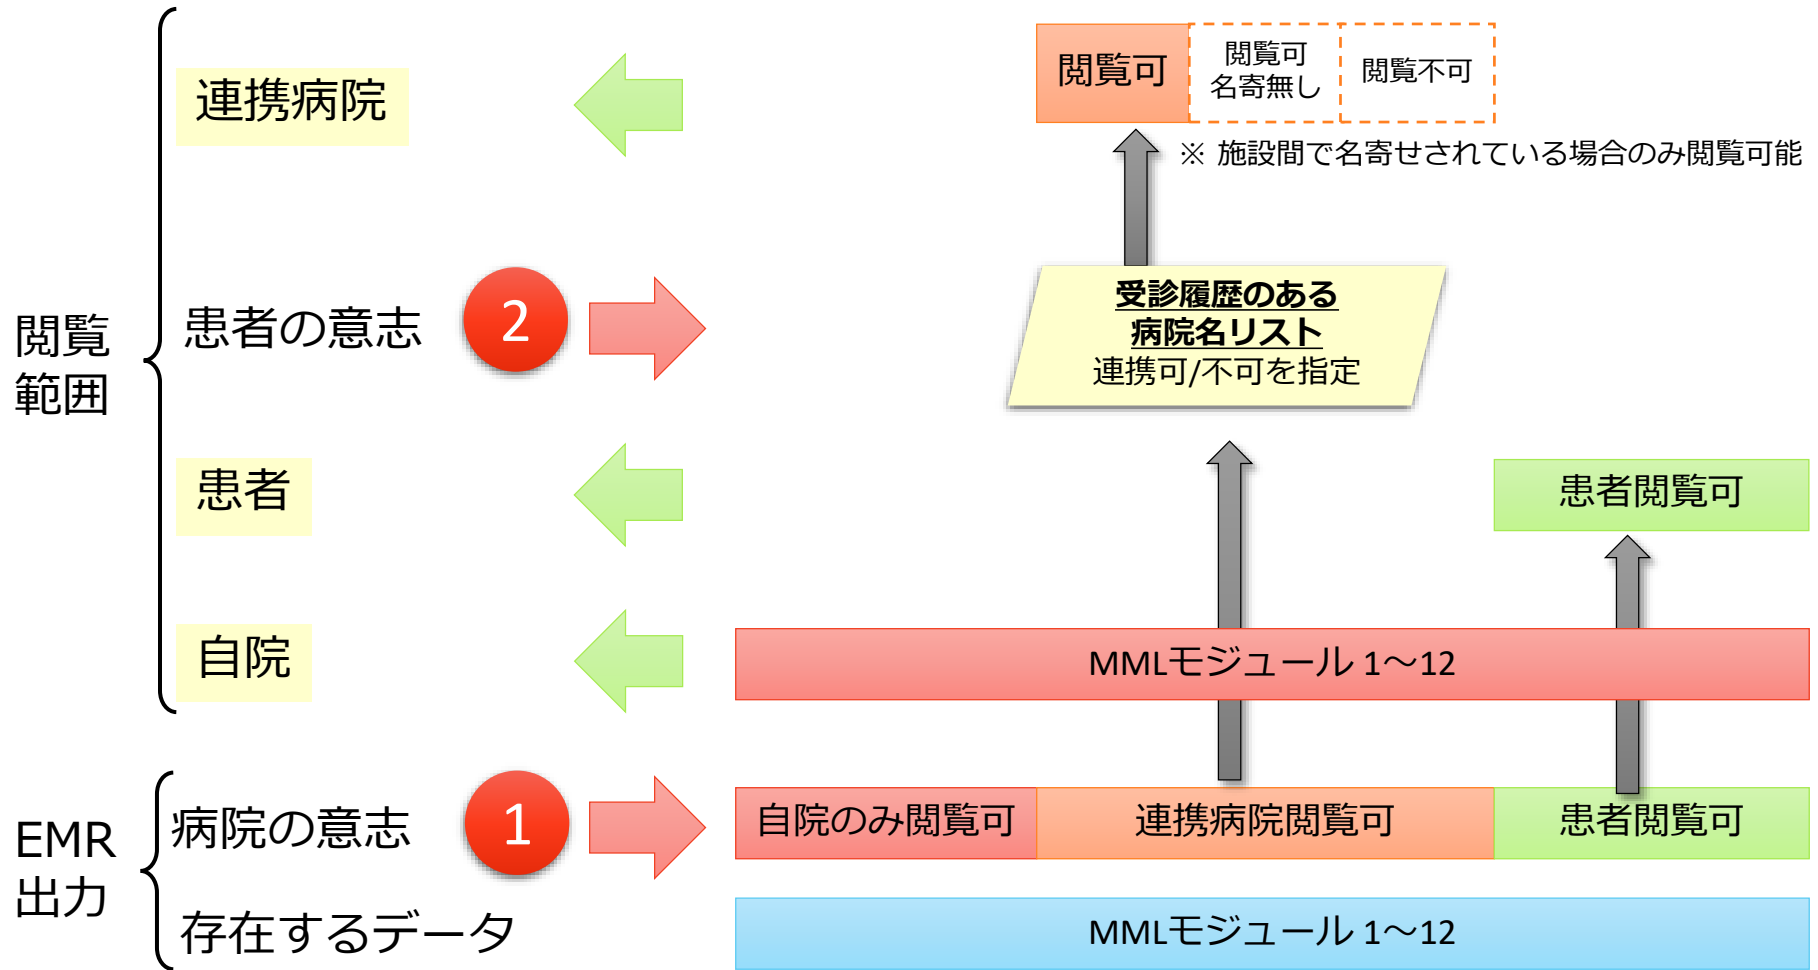 閲覧
範囲
連携病院
閲覧可
閲覧可
名寄無し
閲覧不可
※ 施設間で名寄せされている場合のみ閲覧可能
患者の意志
2
受診履歴のある
病院名リスト
連携可/不可を指定
患者
患者閲覧可
自院
MMLモジュール 1〜12
EMR
出力
病院の意志
1
自院のみ閲覧可
連携病院閲覧可
患者閲覧可
存在するデータ
MMLモジュール 1〜12